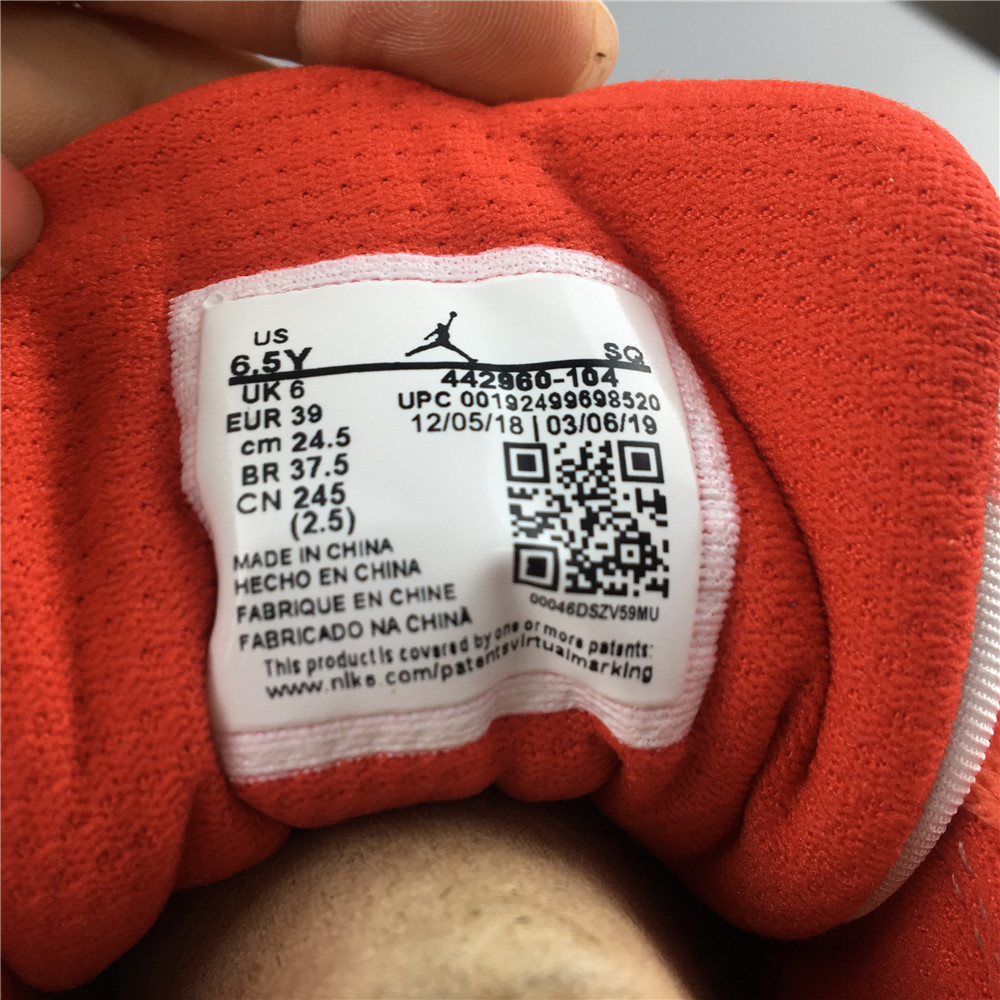 US
6.5Y SQ
UK 6
EUR 39
cm 24.5
BR 37.5
CN 245
(2.5)
442960-104
UPC 00192499698520
12/05/18 | 03/06/19
00046DSZV59MU
MADE IN CHINA
HECHO EN CHINA
FABRIQUE EN CHINE
FABRICADO NA CHINA
This product is covered by one or more patents:
www.nike.com/patentsvirtualmarking